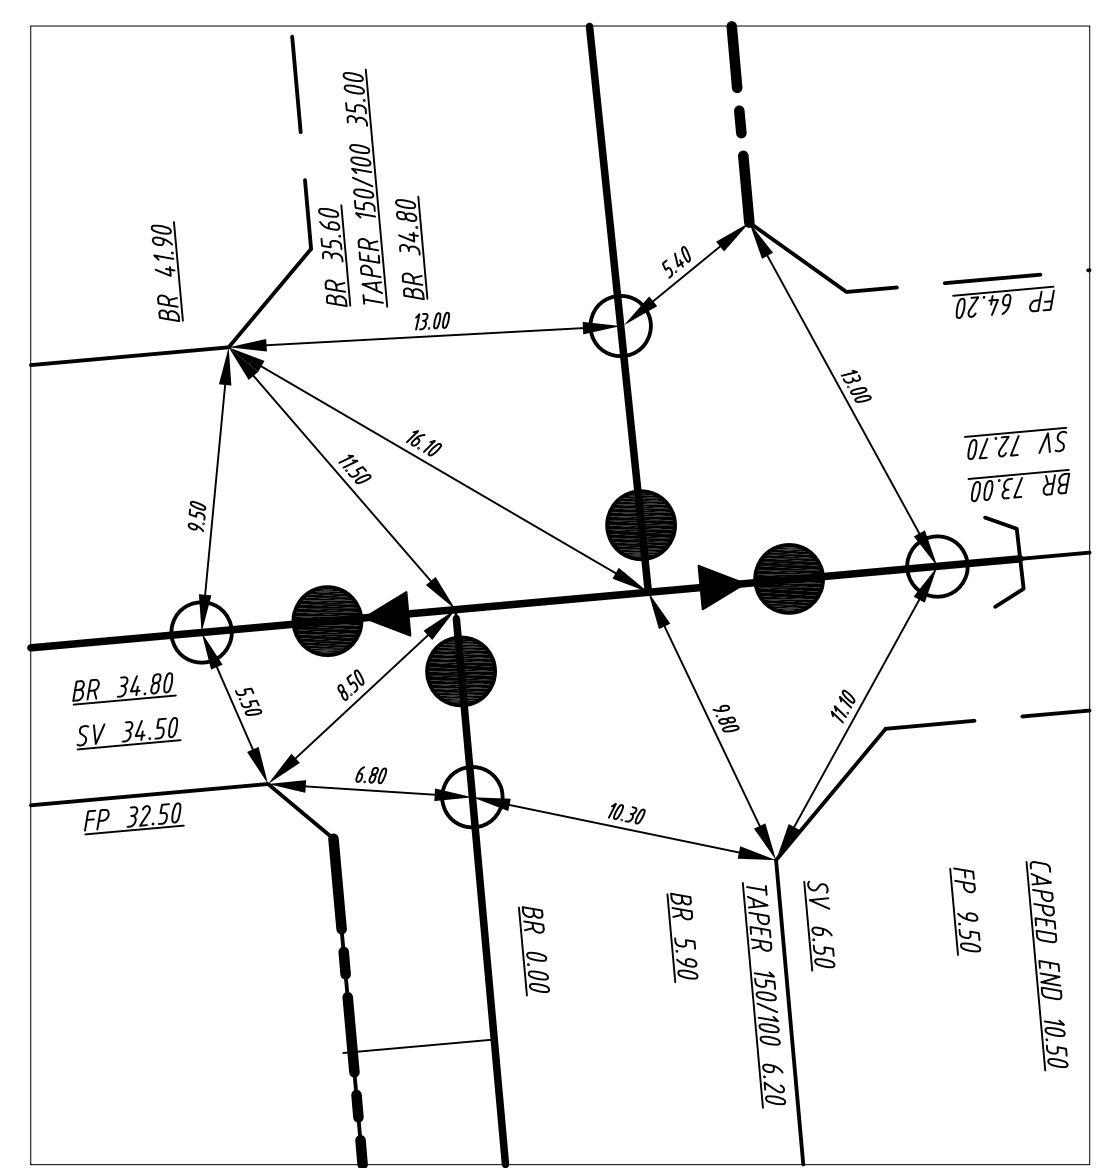 BR 41.90
BR 35.60
TAPER 150/100 35.00
BR 34.80
5.40
FP 64.20
13.00
13.00
SV 72.70
BR 73.00
16.10
11.50
9.50
BR 34.80
SV 34.50
5.50
8.50
9.80
11.10
6.80
10.30
FP 32.50
BR 0.00
BR 5.90
TAPER 150/100 6.20
SV 6.50
FP 9.50
CAPPED END 10.50